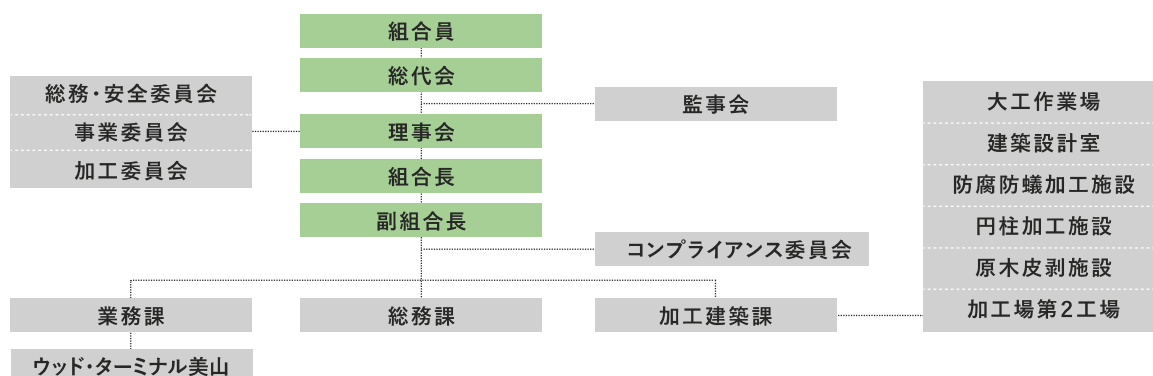 組合員
総代会
監事会
総務・安全委員会
事業委員会
加工委員会
理事会
組合長
副組合長
コンプライアンス委員会
業務課
総務課
加工建築課
ウッド・ターミナル美山
大工作業場
建築設計室
防腐防蟻加工施設
円柱加工施設
原木皮剥施設
加工場第2工場